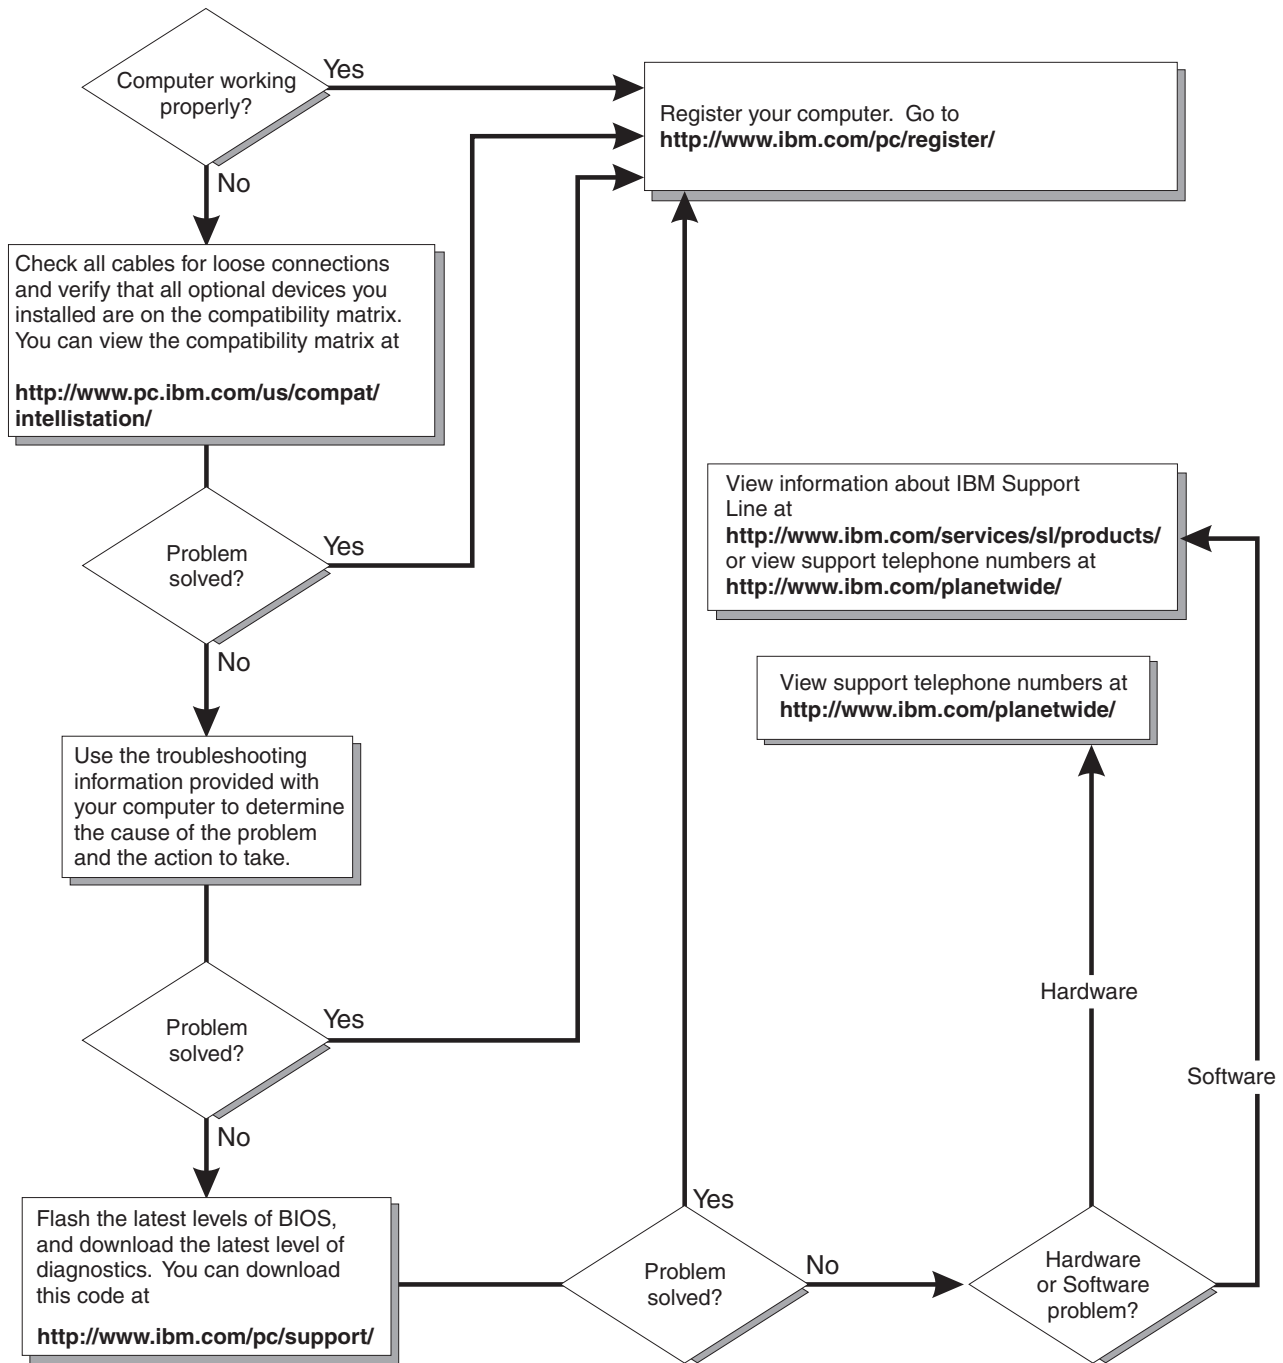 Computer working
properly?
Yes
No
Register your computer. Go to
http://www.ibm.com/pc/register/
Check all cables for loose connections
and verify that all optional devices you
installed are on the compatibility matrix.
You can view the compatibility matrix at
http://www.pc.ibm.com/us/compat/
intellistation/
Problem
solved?
Yes
No
View information about IBM Support
Line at
http://www.ibm.com/services/sl/products/
or view support telephone numbers at
http://www.ibm.com/planetwide/
View support telephone numbers at
http://www.ibm.com/planetwide/
Use the troubleshooting
information provided with
your computer to determine
the cause of the problem
and the action to take.
Problem
solved?
Yes
No
Hardware
Software
Flash the latest levels of BIOS,
and download the latest level of
diagnostics. You can download
this code at
http://www.ibm.com/pc/support/
Problem
solved?
Yes
No
Hardware
or Software
problem?